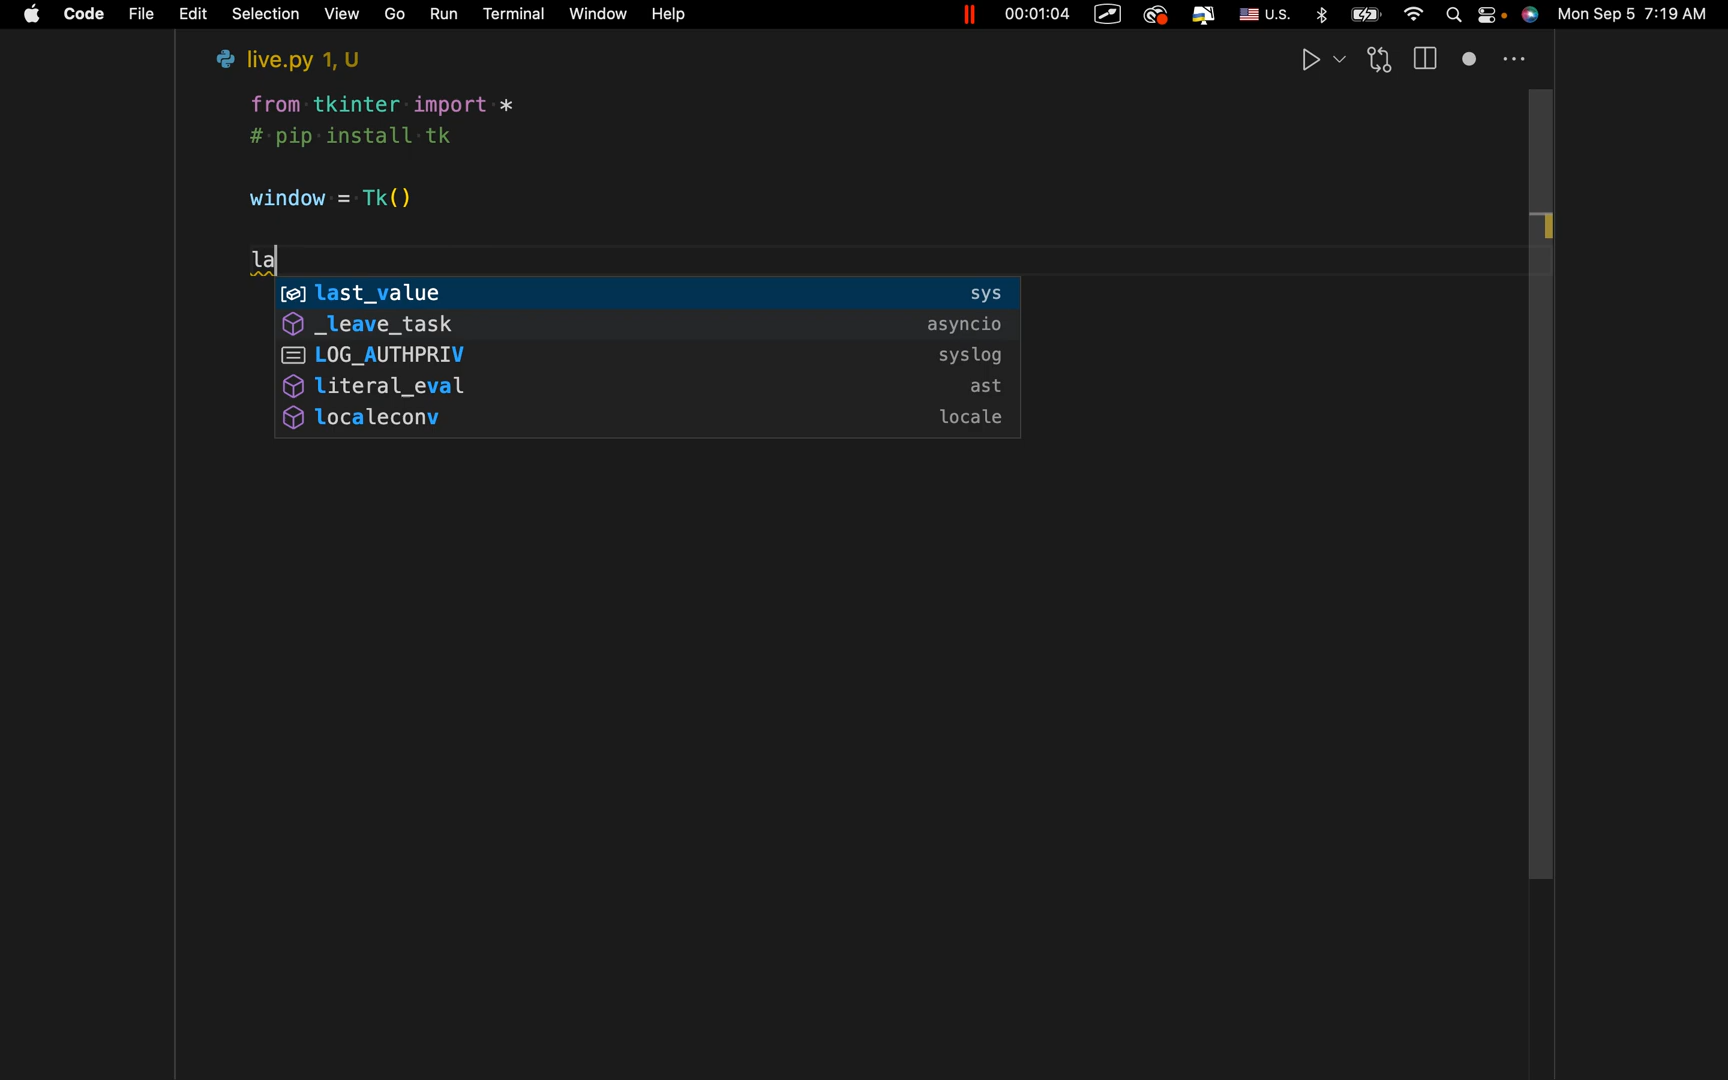 Code File Edit Selection View Go Run Terminal Window Help 00:01:04 U.S. Mon Sep 5 7:19 AM
live.py 1, U
from tkinter import *
# pip install tk
window = Tk()
la
last_value sys
_leave_task asyncio
LOG_AUTHPRIV syslog
literal_eval ast
localeconv locale